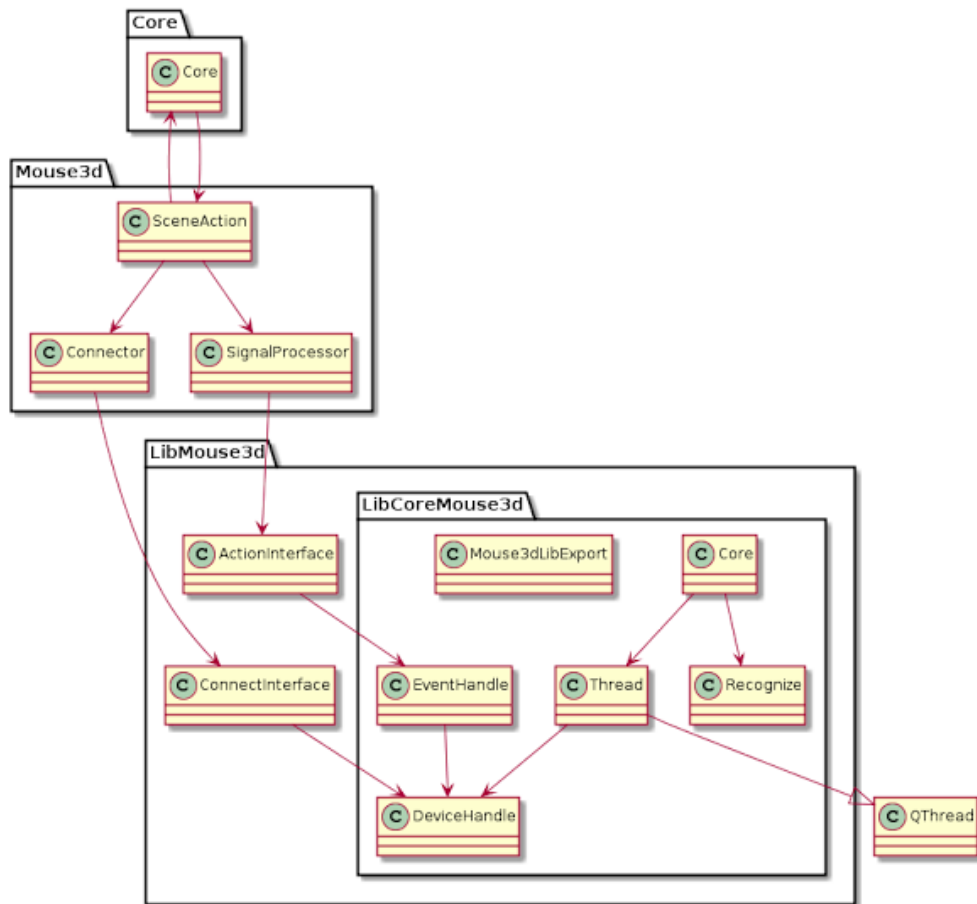 Core
C Core
Mouse3d
C SceneAction
C Connector
C SignalProcessor
LibMouse3d
LibCoreMouse3d
C ActionInterface
C Mouse3dLibExport
C Core
C ConnectInterface
C EventHandle
C Thread
C Recognize
C DeviceHandle
C QThread